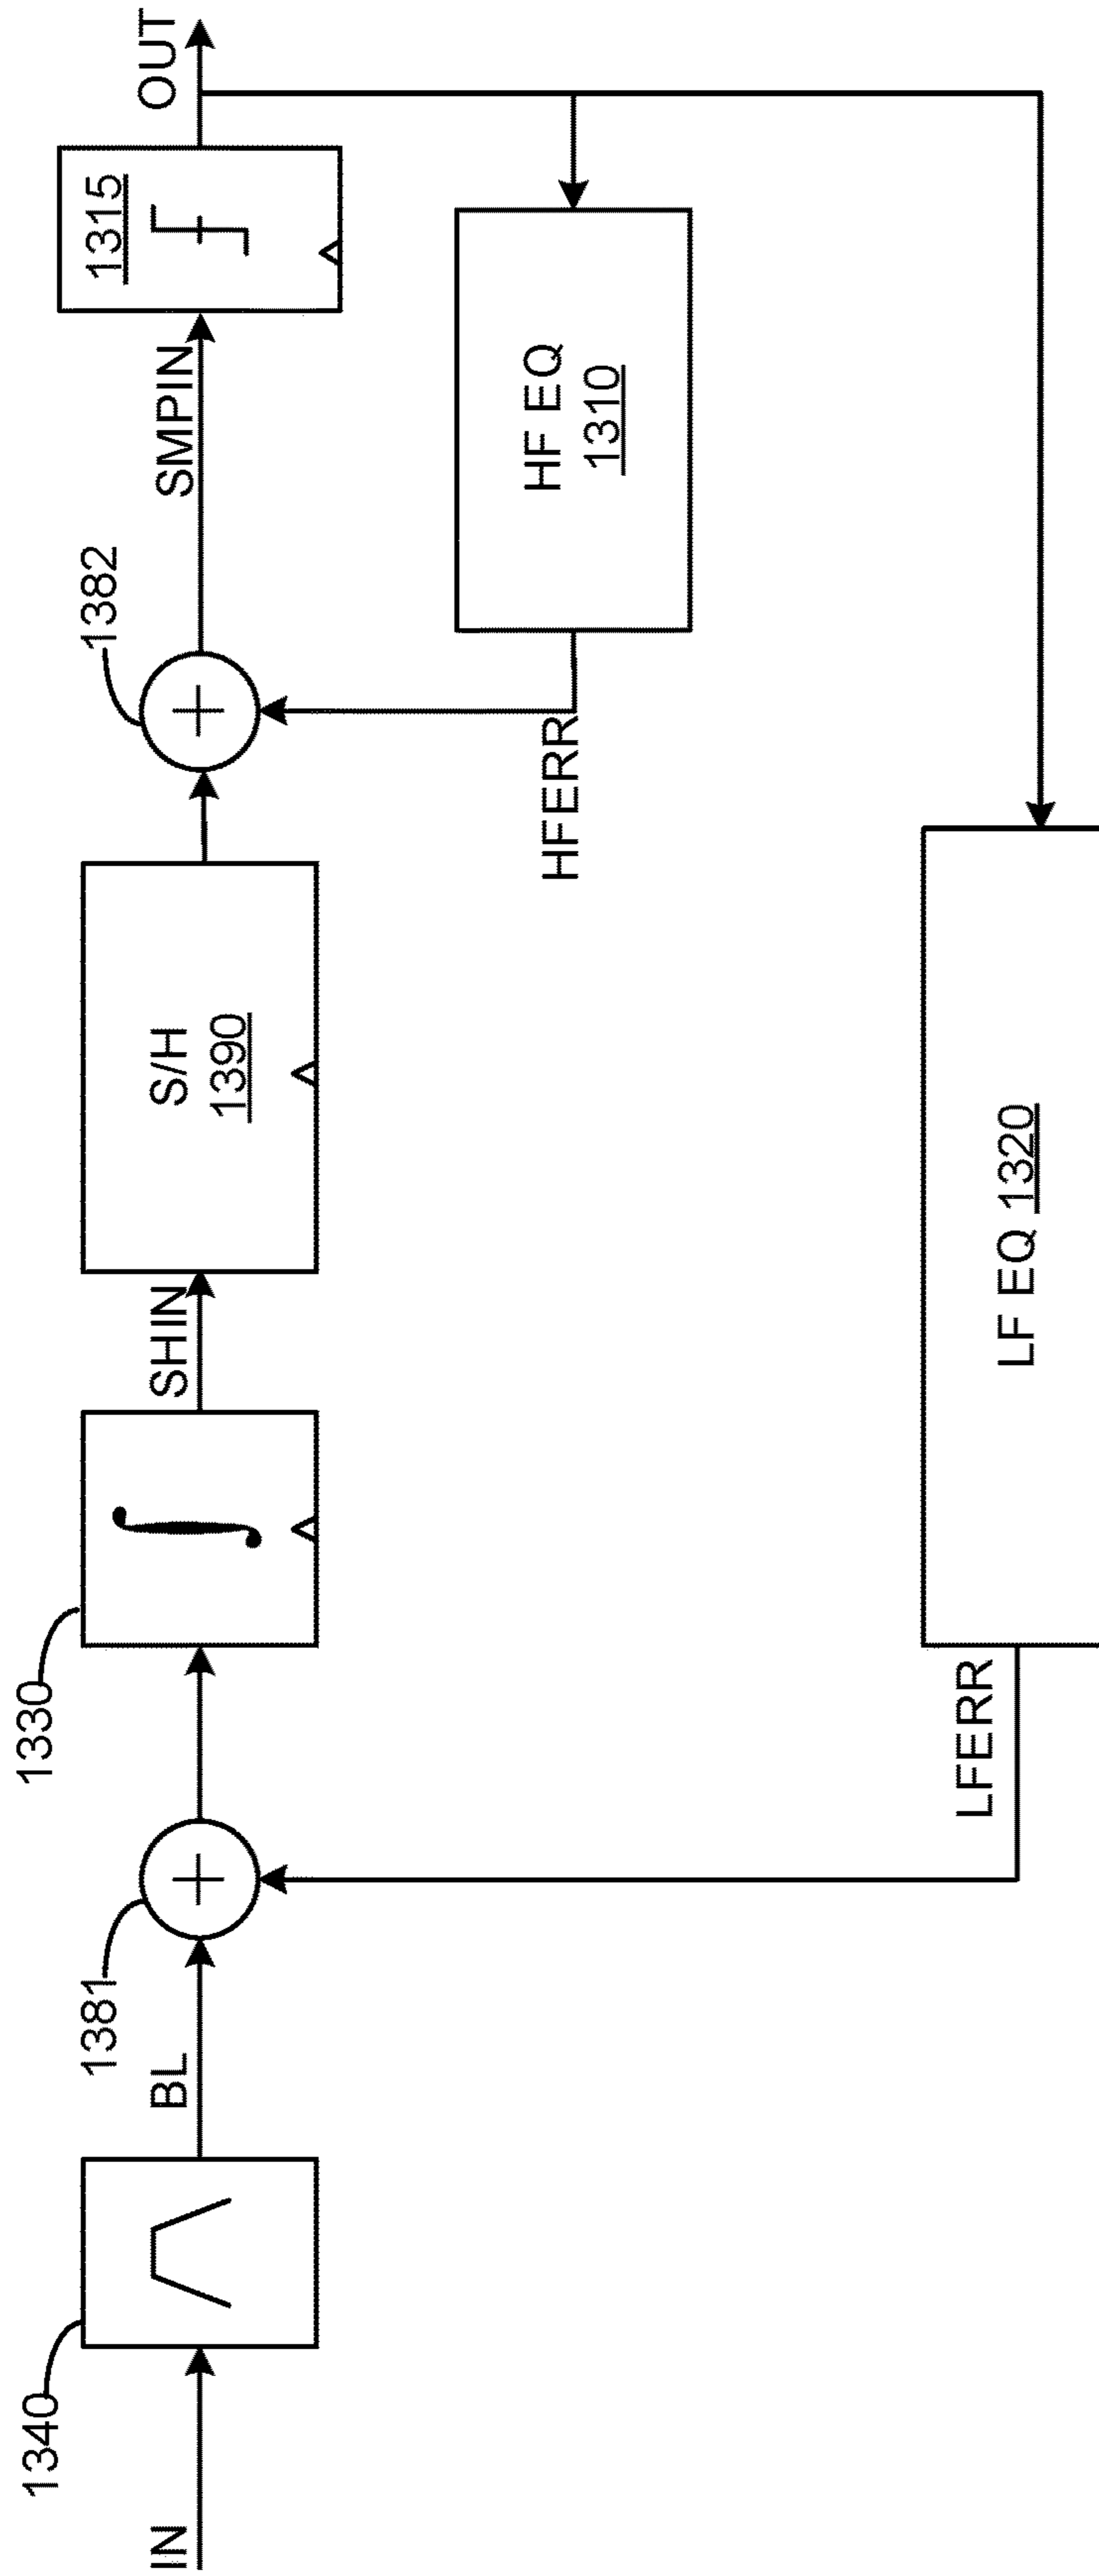 IN
1340
BL
1381
1330
SHIN
S/H
1390
1382
SMPIN
1315
OUT
HFERR
HF EQ
1310
LFERR
LF EQ 1320